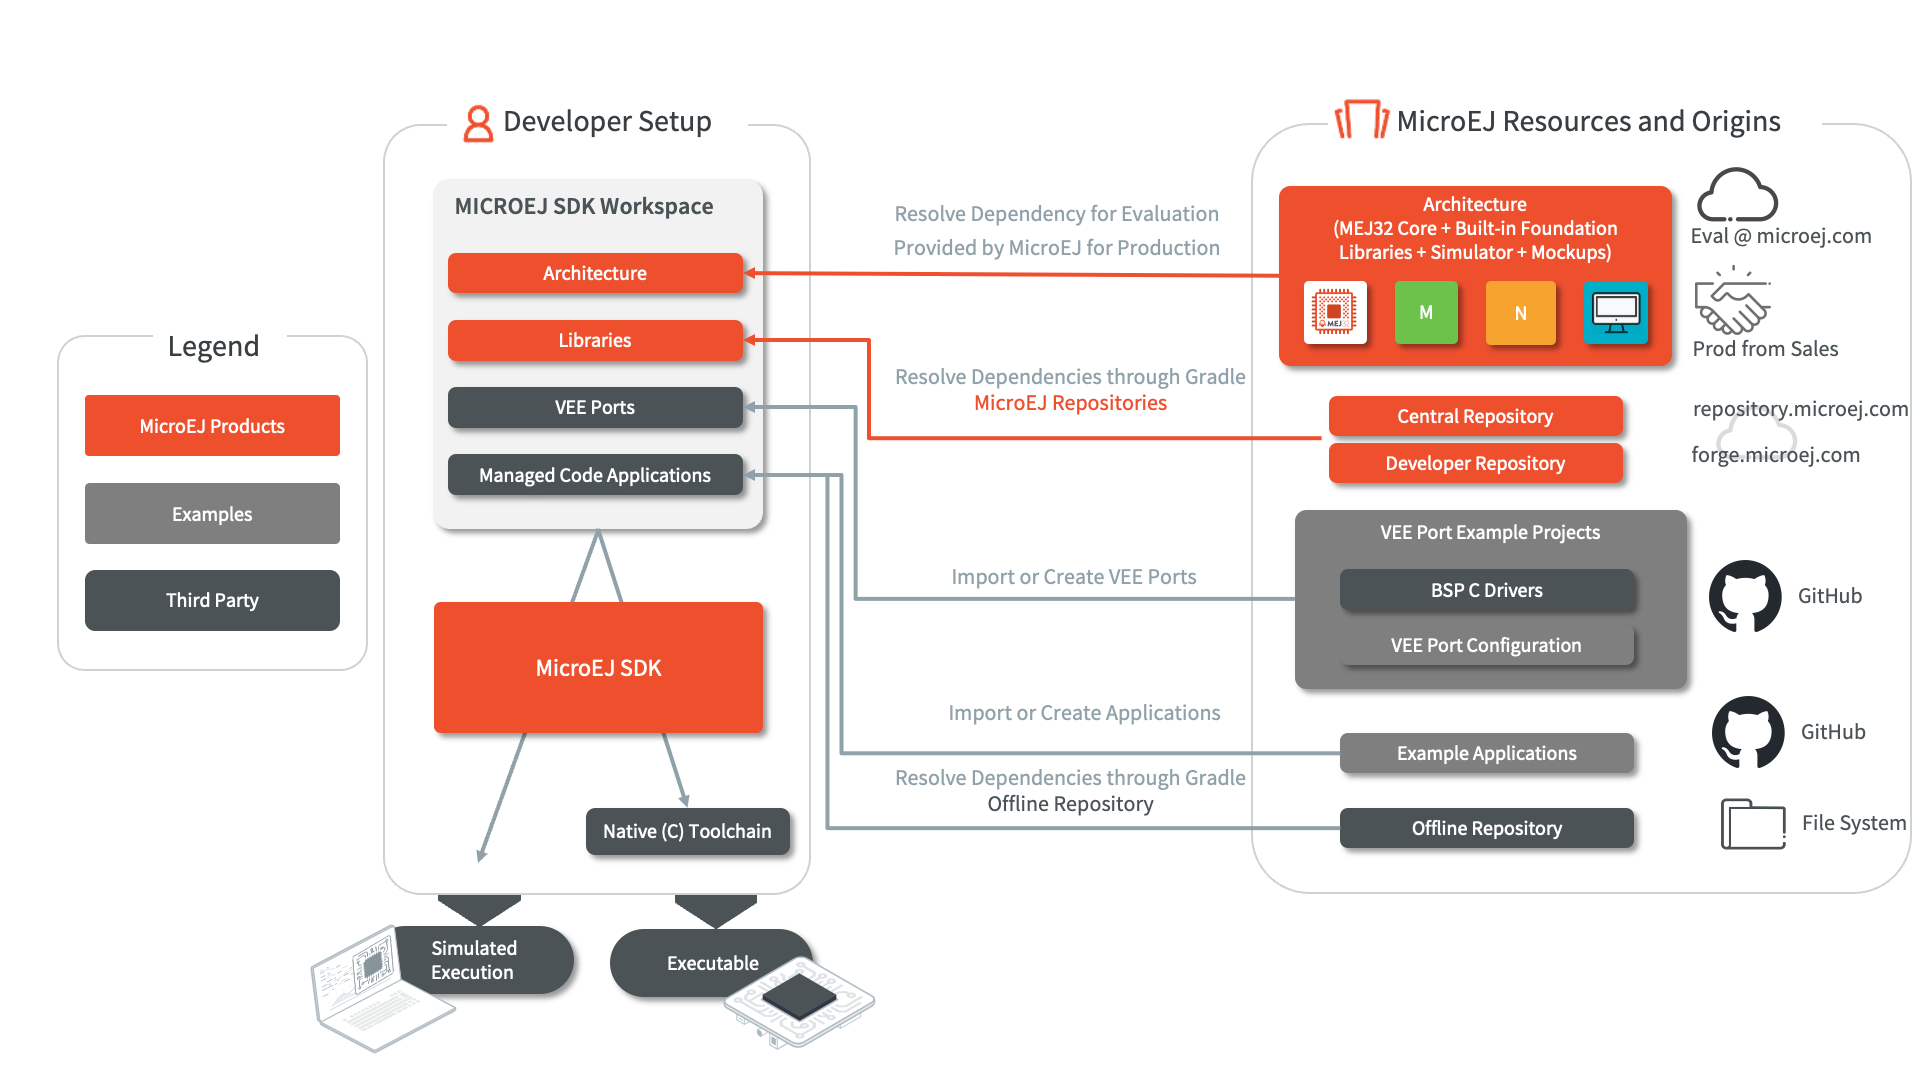 Developer Setup
MicroEJ Resources and Origins
MICROEJ SDK Workspace
Architecture
Libraries
VEE Ports
Managed Code Applications
MicroEJ SDK
Native (C) Toolchain
Simulated
Execution
Executable
Legend
MicroEJ Products
Examples
Third Party
Resolve Dependency for Evaluation
Provided by MicroEJ for Production
Resolve Dependencies through Gradle
MicroEJ Repositories
Import or Create VEE Ports
Import or Create Applications
Resolve Dependencies through Gradle
Offline Repository
Architecture
(MEJ32 Core + Built-in Foundation
Libraries + Simulator + Mockups)
M
N
Eval @ microej.com
Prod from Sales
Central Repository
Developer Repository
repository.microej.com
forge.microej.com
VEE Port Example Projects
BSP C Drivers
VEE Port Configuration
GitHub
Example Applications
GitHub
Offline Repository
File System